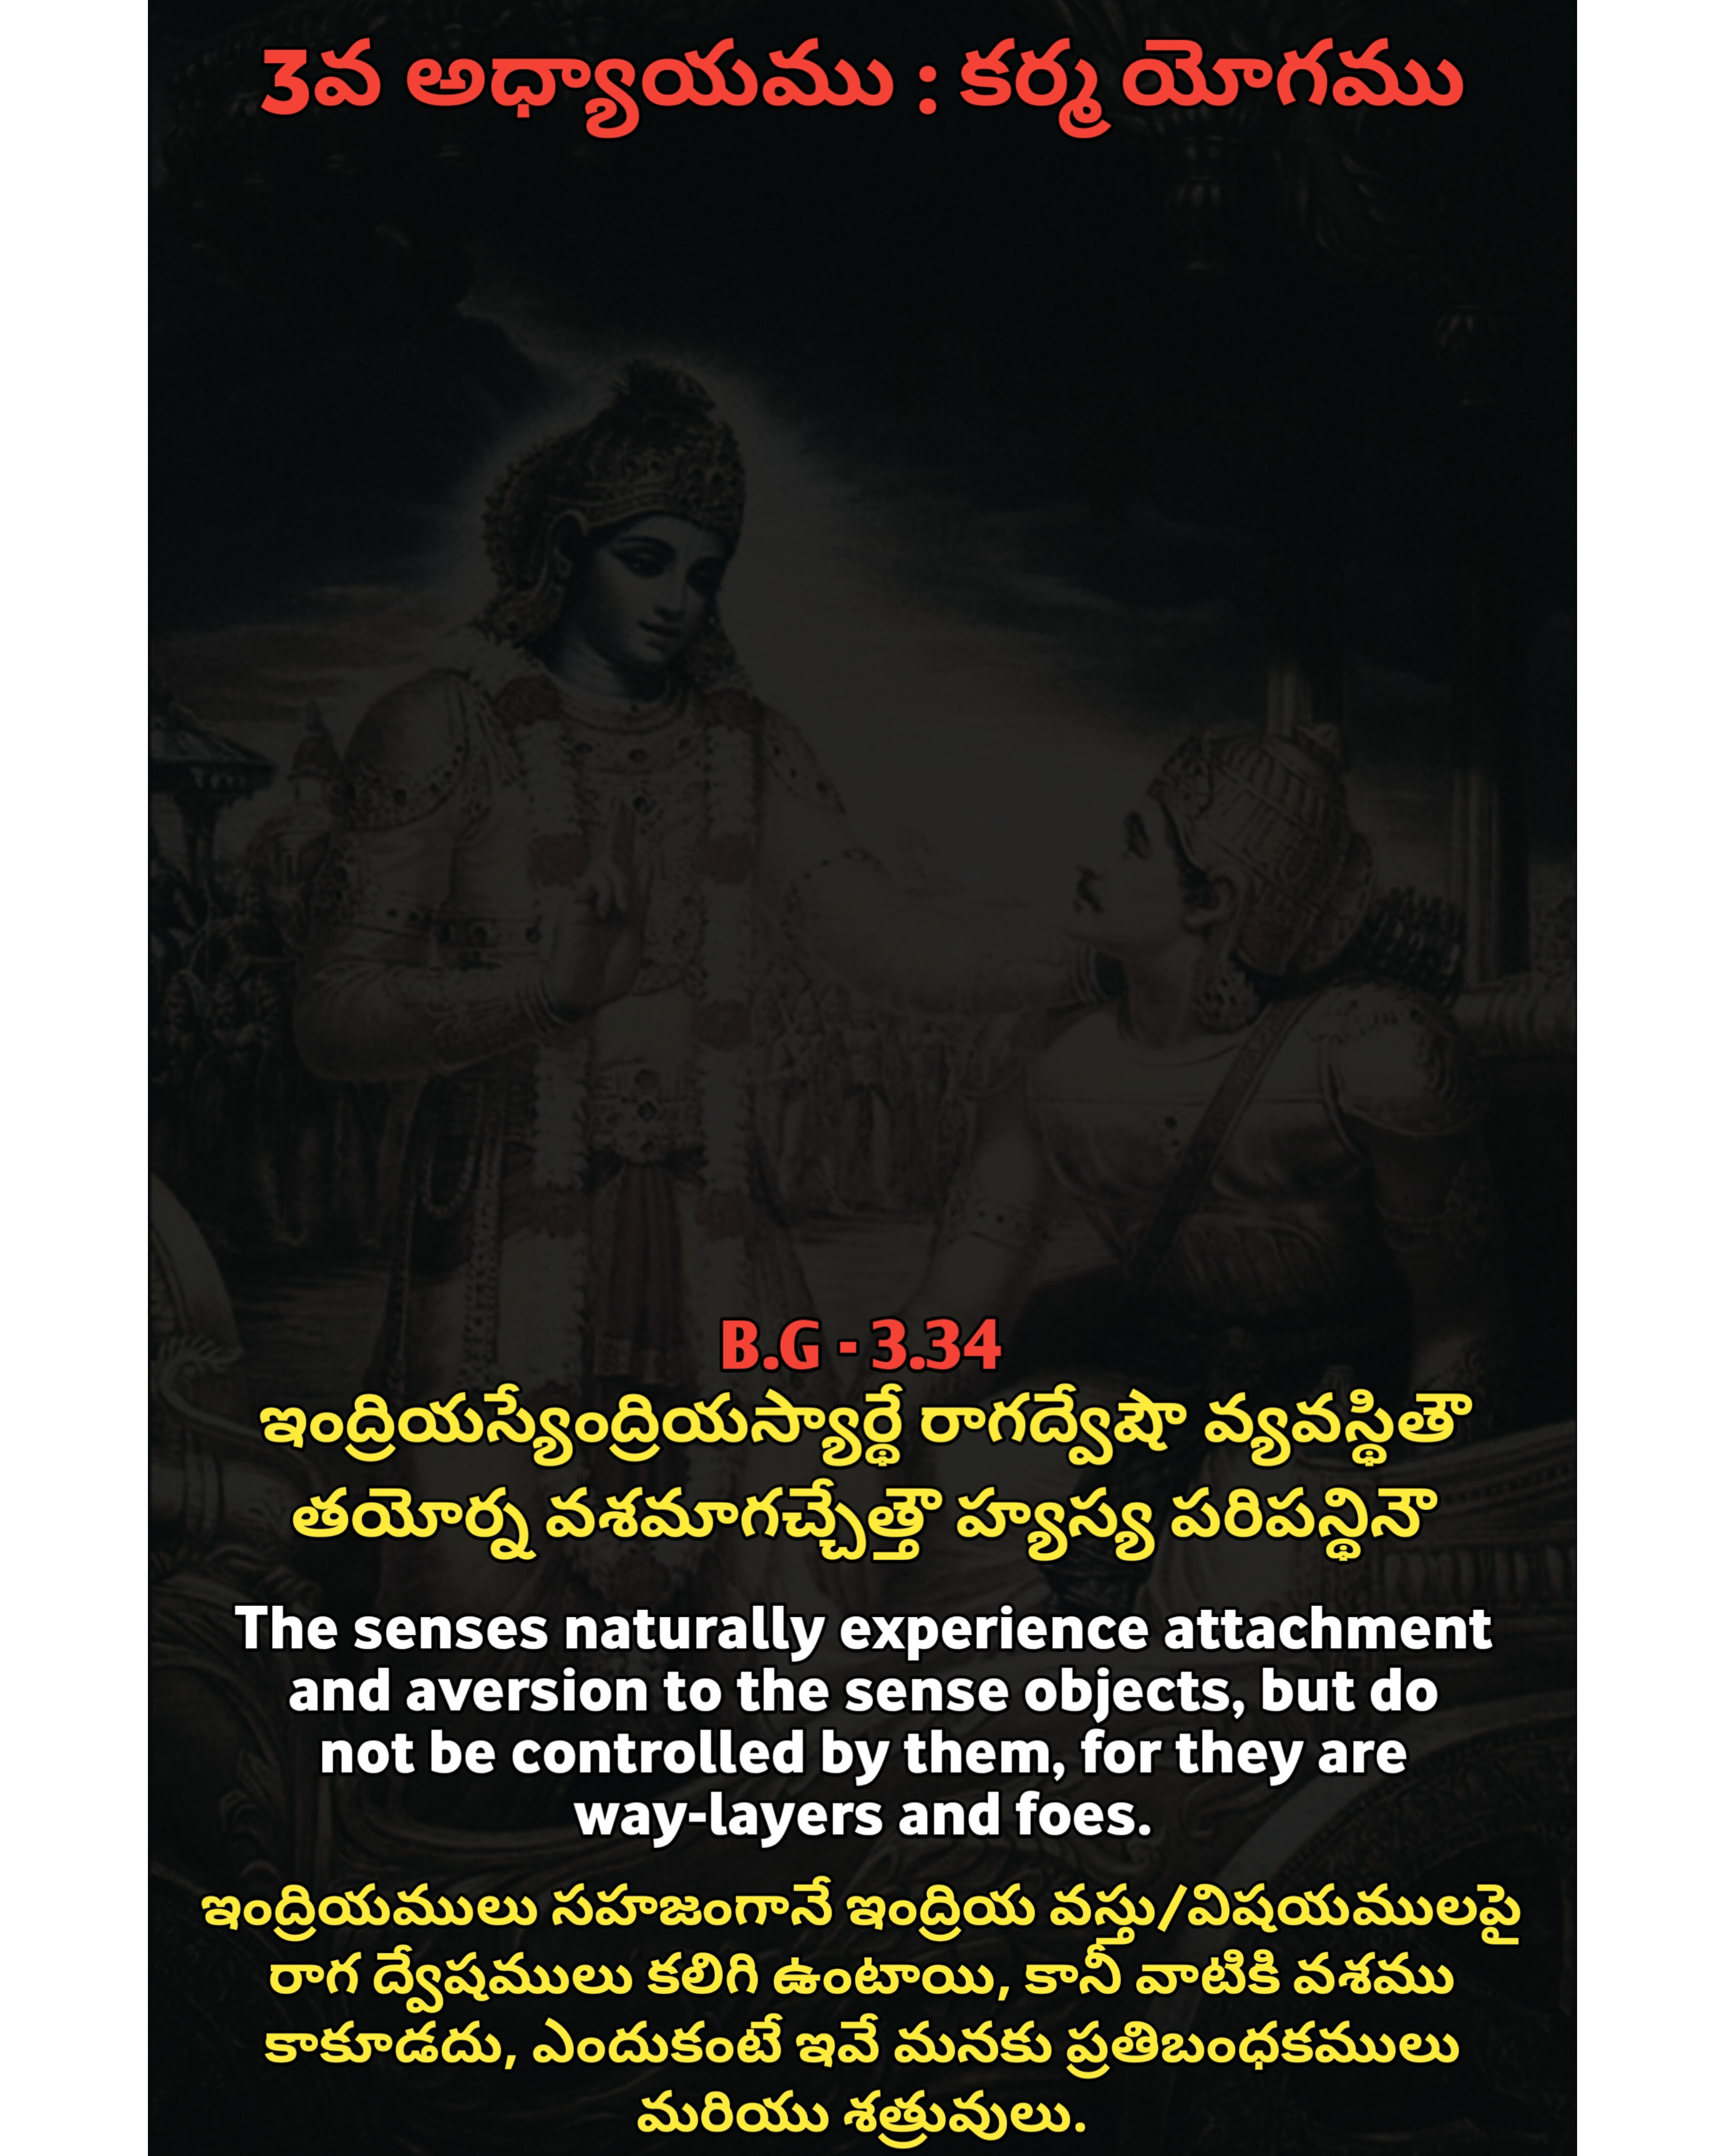 3వ అధ్యాయము : కర్మ యోగము
B.G - 3.34
ఇంద్రియస్యేంద్రియస్యార్థే రాగద్వేషౌ వ్యవస్థితౌ
తయోర్న వశమాగచ్ఛేత్తౌ హ్యస్య పరిపన్థినౌ
The senses naturally experience attachment
and aversion to the sense objects, but do
not be controlled by them, for they are
way-layers and foes.
ఇంద్రియములు సహజంగానే ఇంద్రియ వస్తు/విషయములపై
రాగ ద్వేషములు కలిగి ఉంటాయి, కానీ వాటికి వశము
కాకూడదు, ఎందుకంటే ఇవే మనకు ప్రతిబంధకములు
మరియు శత్రువులు.